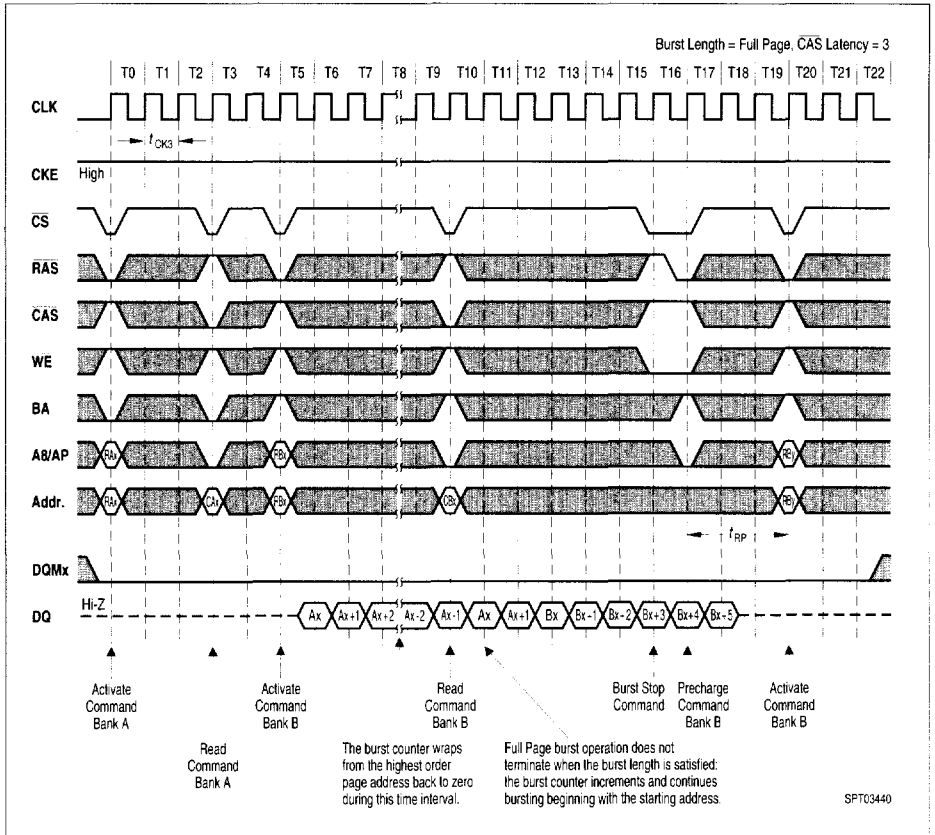 Burst Length = Full Page, CAS Latency = 3
T0 T1 T2 T3 T4 T5 T6 T7 T8 T9 T10 T11 T12 T13 T14 T15 T16 T17 T18 T19 T20 T21 T22
CLK
tCK3
CKE High
CS
RAS
CAS
WE
BA
A8/AP RAx RBx RBy
Addr. RAx CAx RBx CBx RBy
tRP
DQMx
Hi-Z
DQ Ax Ax+1 Ax+2 Ax-2 Ax-1 Ax Ax+1 Bx Bx+1 Bx+2 Bx+3 Bx+4 Bx+5
Activate
Command
Bank A
Read
Command
Bank A
Activate
Command
Bank B
The burst counter wraps
from the highest order
page address back to zero
during this time interval.
Read
Command
Bank B
Full Page burst operation does not
terminate when the burst length is satisfied;
the burst counter increments and continues
bursting beginning with the starting address.
Burst Stop
Command
Precharge
Command
Bank B
Activate
Command
Bank B
SPT03440